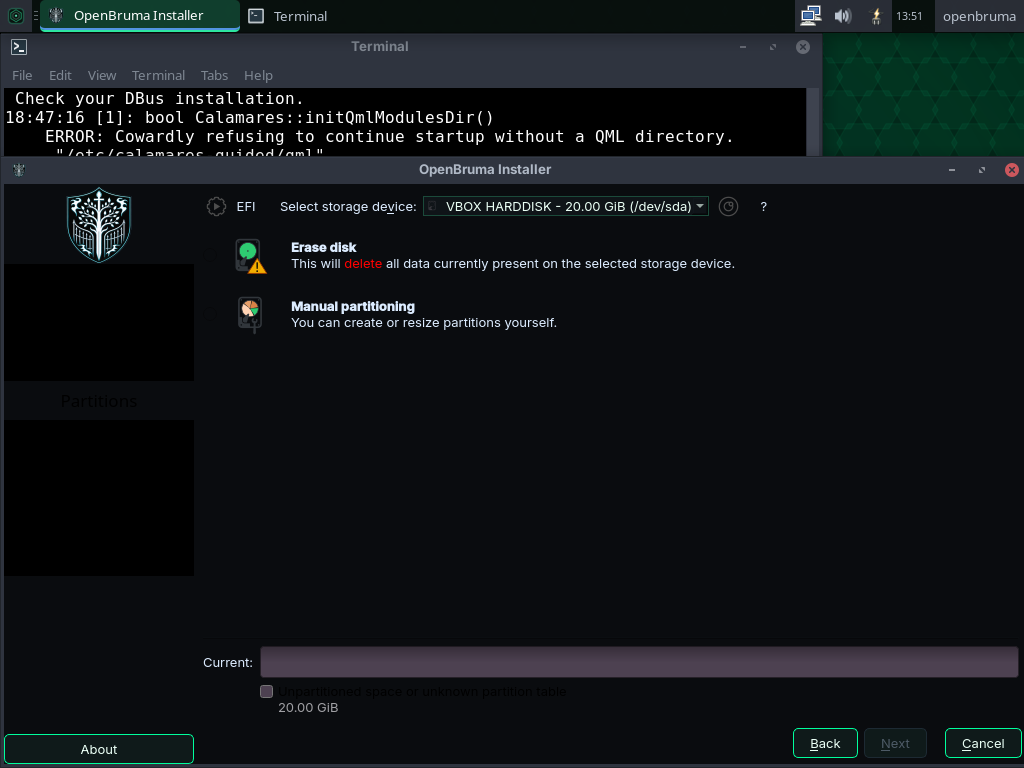 OpenBruma Installer
Terminal
13:51
openbruma
Terminal
File Edit View Terminal Tabs Help
Check your DBus installation.
18:47:16 [1]: bool Calamares::initQmlModulesDir()
ERROR: Cowardly refusing to continue startup without a QML directory.
"/etc/calamares-guided/qml"
OpenBruma Installer
EFI Select storage device: VBOX HARDDISK - 20.00 GiB (/dev/sda) ?
Erase disk
This will delete all data currently present on the selected storage device.
Manual partitioning
You can create or resize partitions yourself.
Partitions
Current:
Unpartitioned space or unknown partition table
20.00 GiB
About
Back Next Cancel